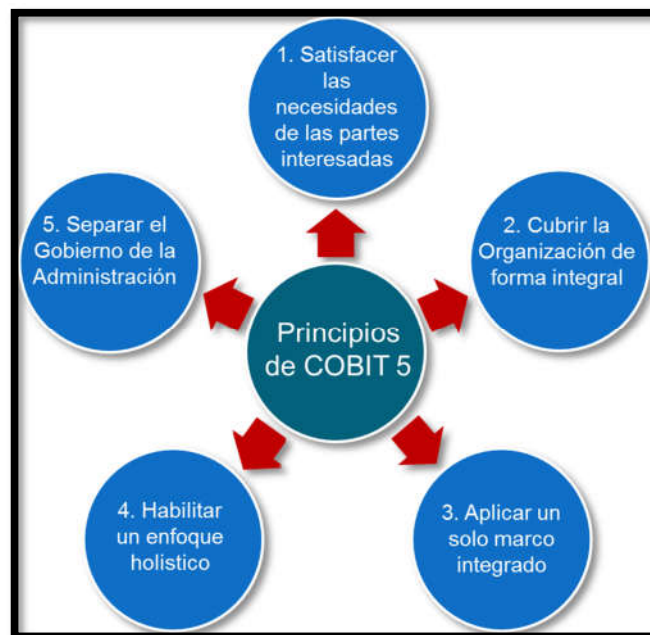 1. Satisfacer
las
necesidades
de las partes
interesadas
5. Separar el
Gobierno de la
Administración
2. Cubrir la
Organización de
forma integral
Principios
de COBIT 5
4. Habilitar
un enfoque
holistico
3. Aplicar un
solo marco
integrado